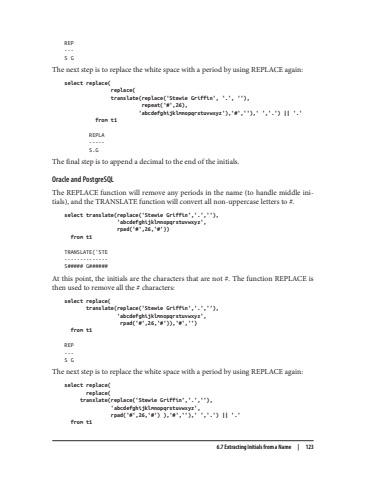 REP
---
S G
The next step is to replace the white space with a period by using REPLACE again:
select replace(
replace(
translate(replace('Stewie Griffin', '.', ''),
repeat('#',26),
'abcdefghijklmnopqrstuvwxyz'),'#',''),' ','.') || '.'
from t1
REPLA
-----
S.G
The final step is to append a decimal to the end of the initials.
Oracle and PostgreSQL
The REPLACE function will remove any periods in the name (to handle middle ini-
tials), and the TRANSLATE function will convert all non-uppercase letters to #.
select translate(replace('Stewie Griffin','.',''),
'abcdefghijklmnopqrstuvwxyz',
rpad('#',26,'#'))
from t1
TRANSLATE('STE
--------------
S##### G######
At this point, the initials are the characters that are not #. The function REPLACE is
then used to remove all the # characters:
select replace(
translate(replace('Stewie Griffin','.',''),
'abcdefghijklmnopqrstuvwxyz',
rpad('#',26,'#')),'#','')
from t1
REP
---
S G
The next step is to replace the white space with a period by using REPLACE again:
select replace(
replace(
translate(replace('Stewie Griffin','.',''),
'abcdefghijklmnopqrstuvwxyz',
rpad('#',26,'#') ),'#',''),' ','.') || '.'
from t1
6.7 Extracting Initials from a Name | 123